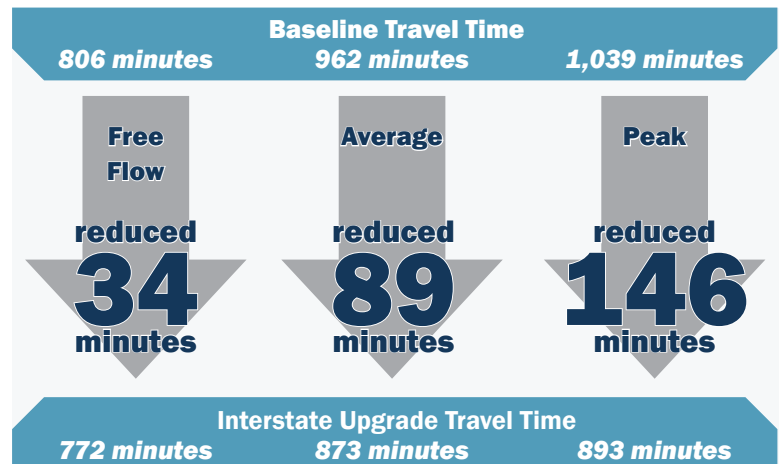 Baseline Travel Time
806 minutes 962 minutes 1,039 minutes
Free
Flow
reduced
34
minutes
Average
reduced
89
minutes
Peak
reduced
146
minutes
Interstate Upgrade Travel Time
772 minutes 873 minutes 893 minutes